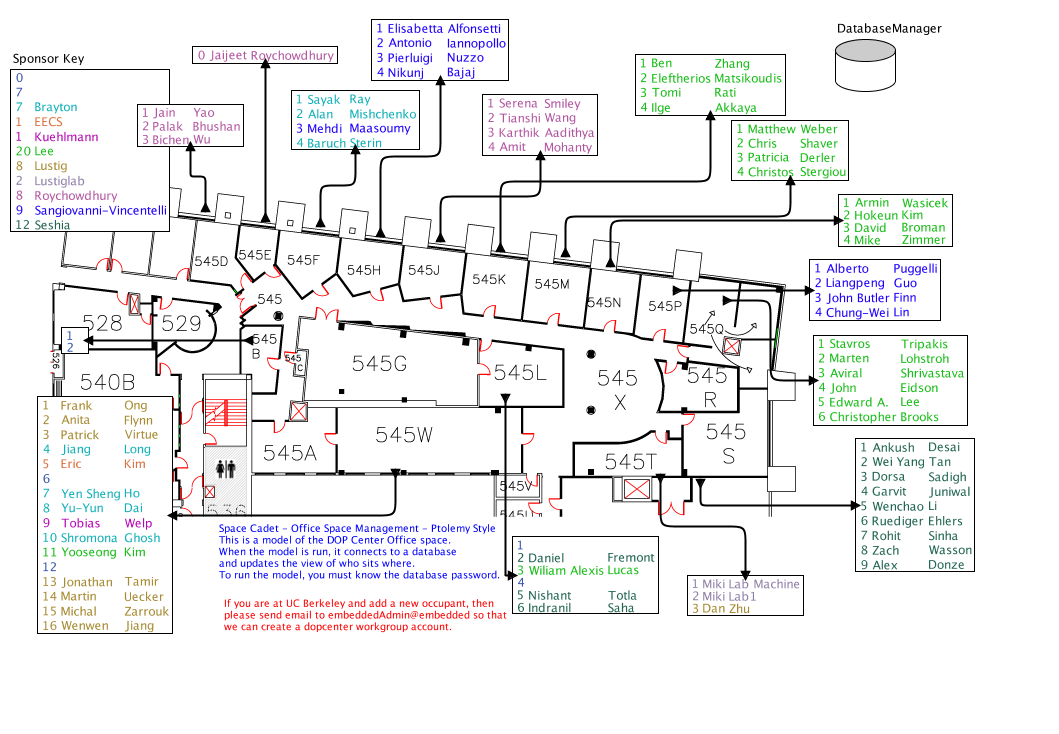 DatabaseManager
Sponsor Key
0
7
7 Brayton
1 EECS
1 Kuehlmann
20 Lee
8 Lustig
2 Lustiglab
8 Roychowdhury
9 Sangiovanni-Vincentelli
12 Seshia
1 Jain Yao
2 Palak Bhushan
3 Bichen Wu
0 Jaijeet Roychowdhury
1 Sayak Ray
2 Alan Mishchenko
3 Mehdi Maasoumy
4 Baruch Sterin
1 Elisabetta Alfonsetti
2 Antonio Iannopollo
3 Pierluigi Nuzzo
4 Nikunj Bajaj
1 Serena Smiley
2 Tianshi Wang
3 Karthik Aadithya
4 Amit Mohanty
1 Ben Zhang
2 Eleftherios Matsikoudis
3 Tomi Rati
4 Ilge Akkaya
1 Matthew Weber
2 Chris Shaver
3 Patricia Derler
4 Christos Stergiou
1 Armin Wasicek
2 Hokeun Kim
3 David Broman
4 Mike Zimmer
1 Alberto Puggelli
2 Liangpeng Guo
3 John Butler Finn
4 Chung-Wei Lin
1 Stavros Tripakis
2 Marten Lohstroh
3 Aviral Shrivastava
4 John Eidson
5 Edward A. Lee
6 Christopher Brooks
1 Ankush Desai
2 Wei Yang Tan
3 Dorsa Sadigh
4 Garvit Juniwal
5 Wenchao Li
6 Ruediger Ehlers
7 Rohit Sinha
8 Zach Wasson
9 Alex Donze
545D
545E
545F
545H
545J
545K
545M
545N
545P
545Q
545
528
529
545
B
545
C
545G
545L
545
X
545
R
545
S
1
2
526
540B
545A
545W
545T
545V
1 Frank Ong
2 Anita Flynn
3 Patrick Virtue
4 Jiang Long
5 Eric Kim
6
7 Yen Sheng Ho
8 Yu-Yun Dai
9 Tobias Welp
10 Shromona Ghosh
11 Yooseong Kim
12
13 Jonathan Tamir
14 Martin Uecker
15 Michal Zarrouk
16 Wenwen Jiang
Space Cadet - Office Space Management - Ptolemy Style
This is a model of the DOP Center Office space.
When the model is run, it connects to a database
and updates the view of who sits where.
To run the model, you must know the database password.
If you are at UC Berkeley and add a new occupant, then
please send email to embeddedAdmin@embedded so that
we can create a dopcenter workgroup account.
1
2 Daniel Fremont
3 Wiliam Alexis Lucas
4
5 Nishant Totla
6 Indranil Saha
1 Miki Lab Machine
2 Miki Lab1
3 Dan Zhu